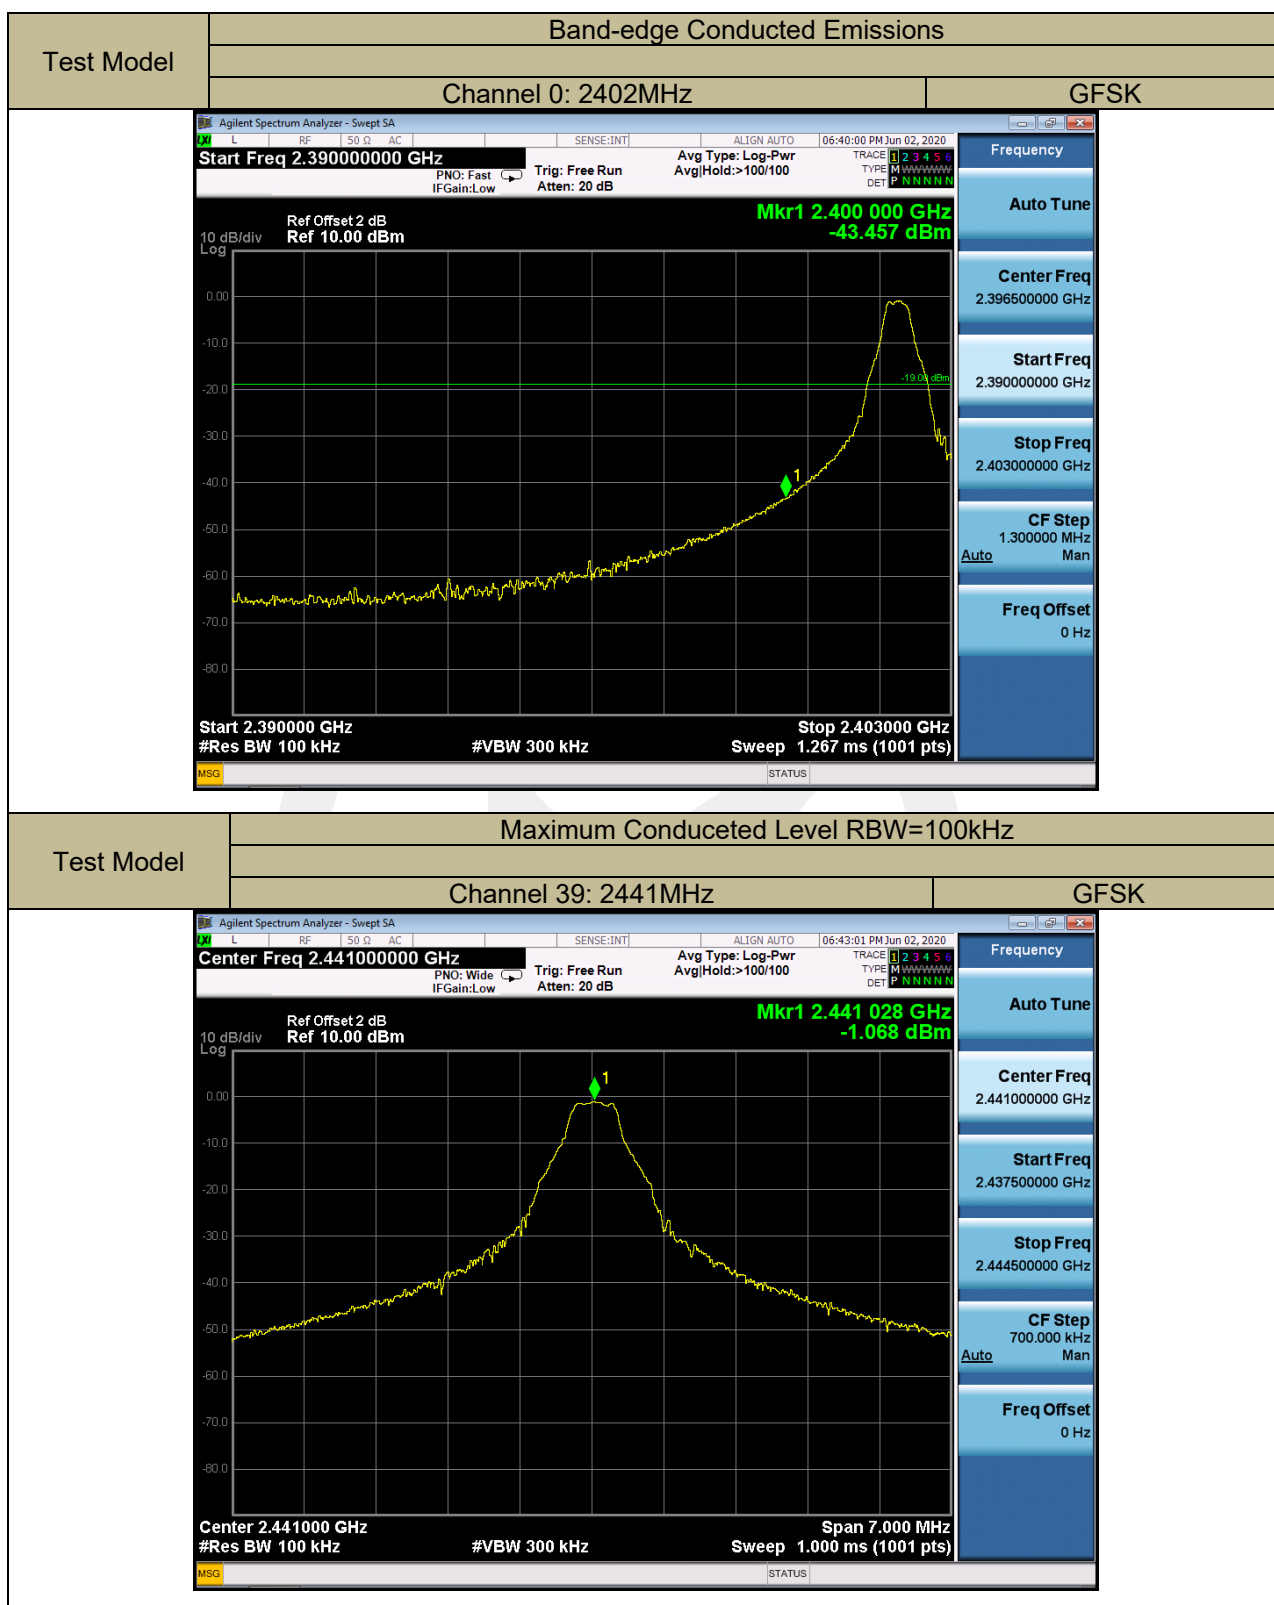 Test Model
Band-edge Conducted Emissions
Channel 0: 2402MHz
GFSK
Agilent Spectrum Analyzer - Swept SA
LXI L RF 50 Ω AC SENSE:INT ALIGN AUTO 06:40:00 PM Jun 02, 2020
Start Freq 2.390000000 GHz
PNO: Fast
IFGain:Low
Trig: Free Run
Atten: 20 dB
Avg Type: Log-Pwr
Avg|Hold:>100/100
TRACE 1 2 3 4 5 6
TYPE M WWWWW
DET P N N N N N
Ref Offset 2 dB
10 dB/div Ref 10.00 dBm
Log
Mkr1 2.400 000 GHz
-43.457 dBm
0.00
-10.0
-20.0
-30.0
-40.0
-50.0
-60.0
-70.0
-80.0
-19.00 dBm
1
Start 2.390000 GHz
Stop 2.403000 GHz
#Res BW 100 kHz
#VBW 300 kHz
Sweep 1.267 ms (1001 pts)
MSG
STATUS
Frequency
Auto Tune
Center Freq
2.396500000 GHz
Start Freq
2.390000000 GHz
Stop Freq
2.403000000 GHz
CF Step
1.300000 MHz
Auto Man
Freq Offset
0 Hz
Test Model
Maximum Conduceted Level RBW=100kHz
Channel 39: 2441MHz
GFSK
Agilent Spectrum Analyzer - Swept SA
LXI L RF 50 Ω AC SENSE:INT ALIGN AUTO 06:43:01 PM Jun 02, 2020
Center Freq 2.441000000 GHz
PNO: Wide
IFGain:Low
Trig: Free Run
Atten: 20 dB
Avg Type: Log-Pwr
Avg|Hold:>100/100
TRACE 1 2 3 4 5 6
TYPE M WWWWW
DET P N N N N N
Ref Offset 2 dB
10 dB/div Ref 10.00 dBm
Log
Mkr1 2.441 028 GHz
-1.068 dBm
0.00
-10.0
-20.0
-30.0
-40.0
-50.0
-60.0
-70.0
-80.0
1
Center 2.441000 GHz
Span 7.000 MHz
#Res BW 100 kHz
#VBW 300 kHz
Sweep 1.000 ms (1001 pts)
MSG
STATUS
Frequency
Auto Tune
Center Freq
2.441000000 GHz
Start Freq
2.437500000 GHz
Stop Freq
2.444500000 GHz
CF Step
700.000 kHz
Auto Man
Freq Offset
0 Hz